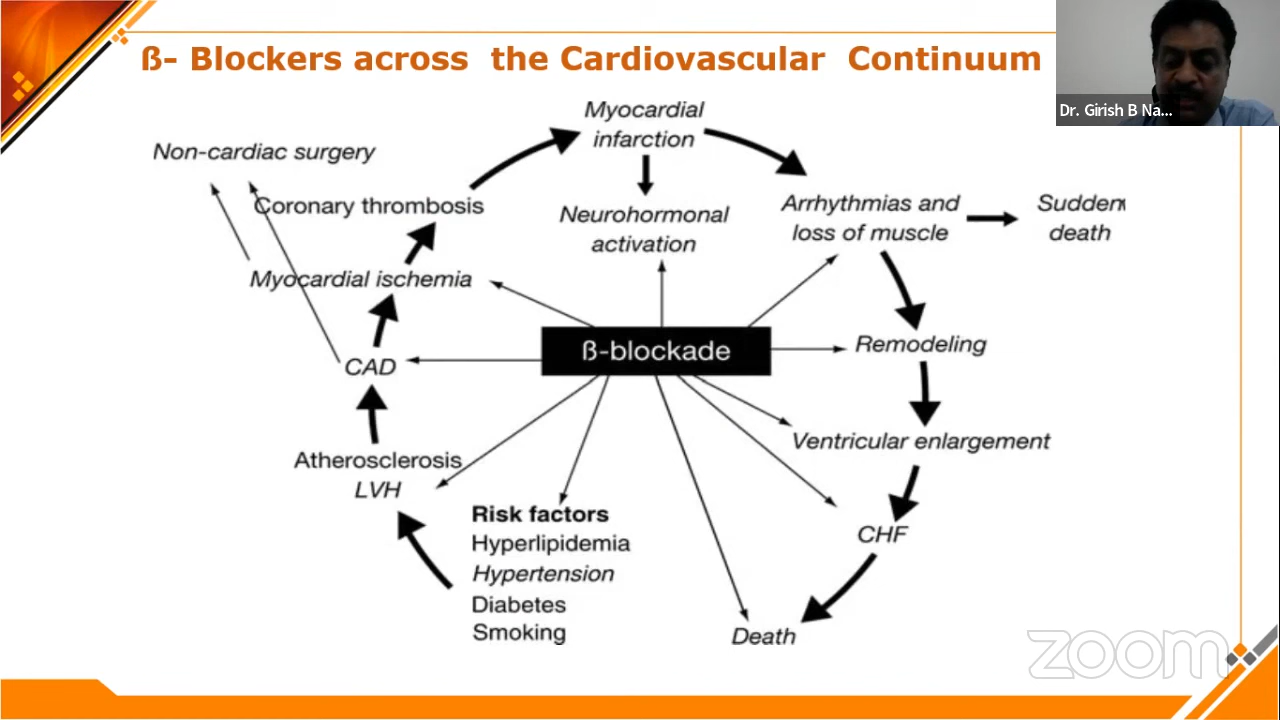 ß- Blockers across the Cardiovascular Continuum
Dr. Girish B Na...
Myocardial
infarction
Non-cardiac surgery
Coronary thrombosis
Neurohormonal
activation
Arrhythmias and
loss of muscle
Sudden
death
Myocardial ischemia
ß-blockade
Remodeling
CAD
Ventricular enlargement
Atherosclerosis
LVH
Risk factors
Hyperlipidemia
Hypertension
Diabetes
Smoking
CHF
Death
zoom